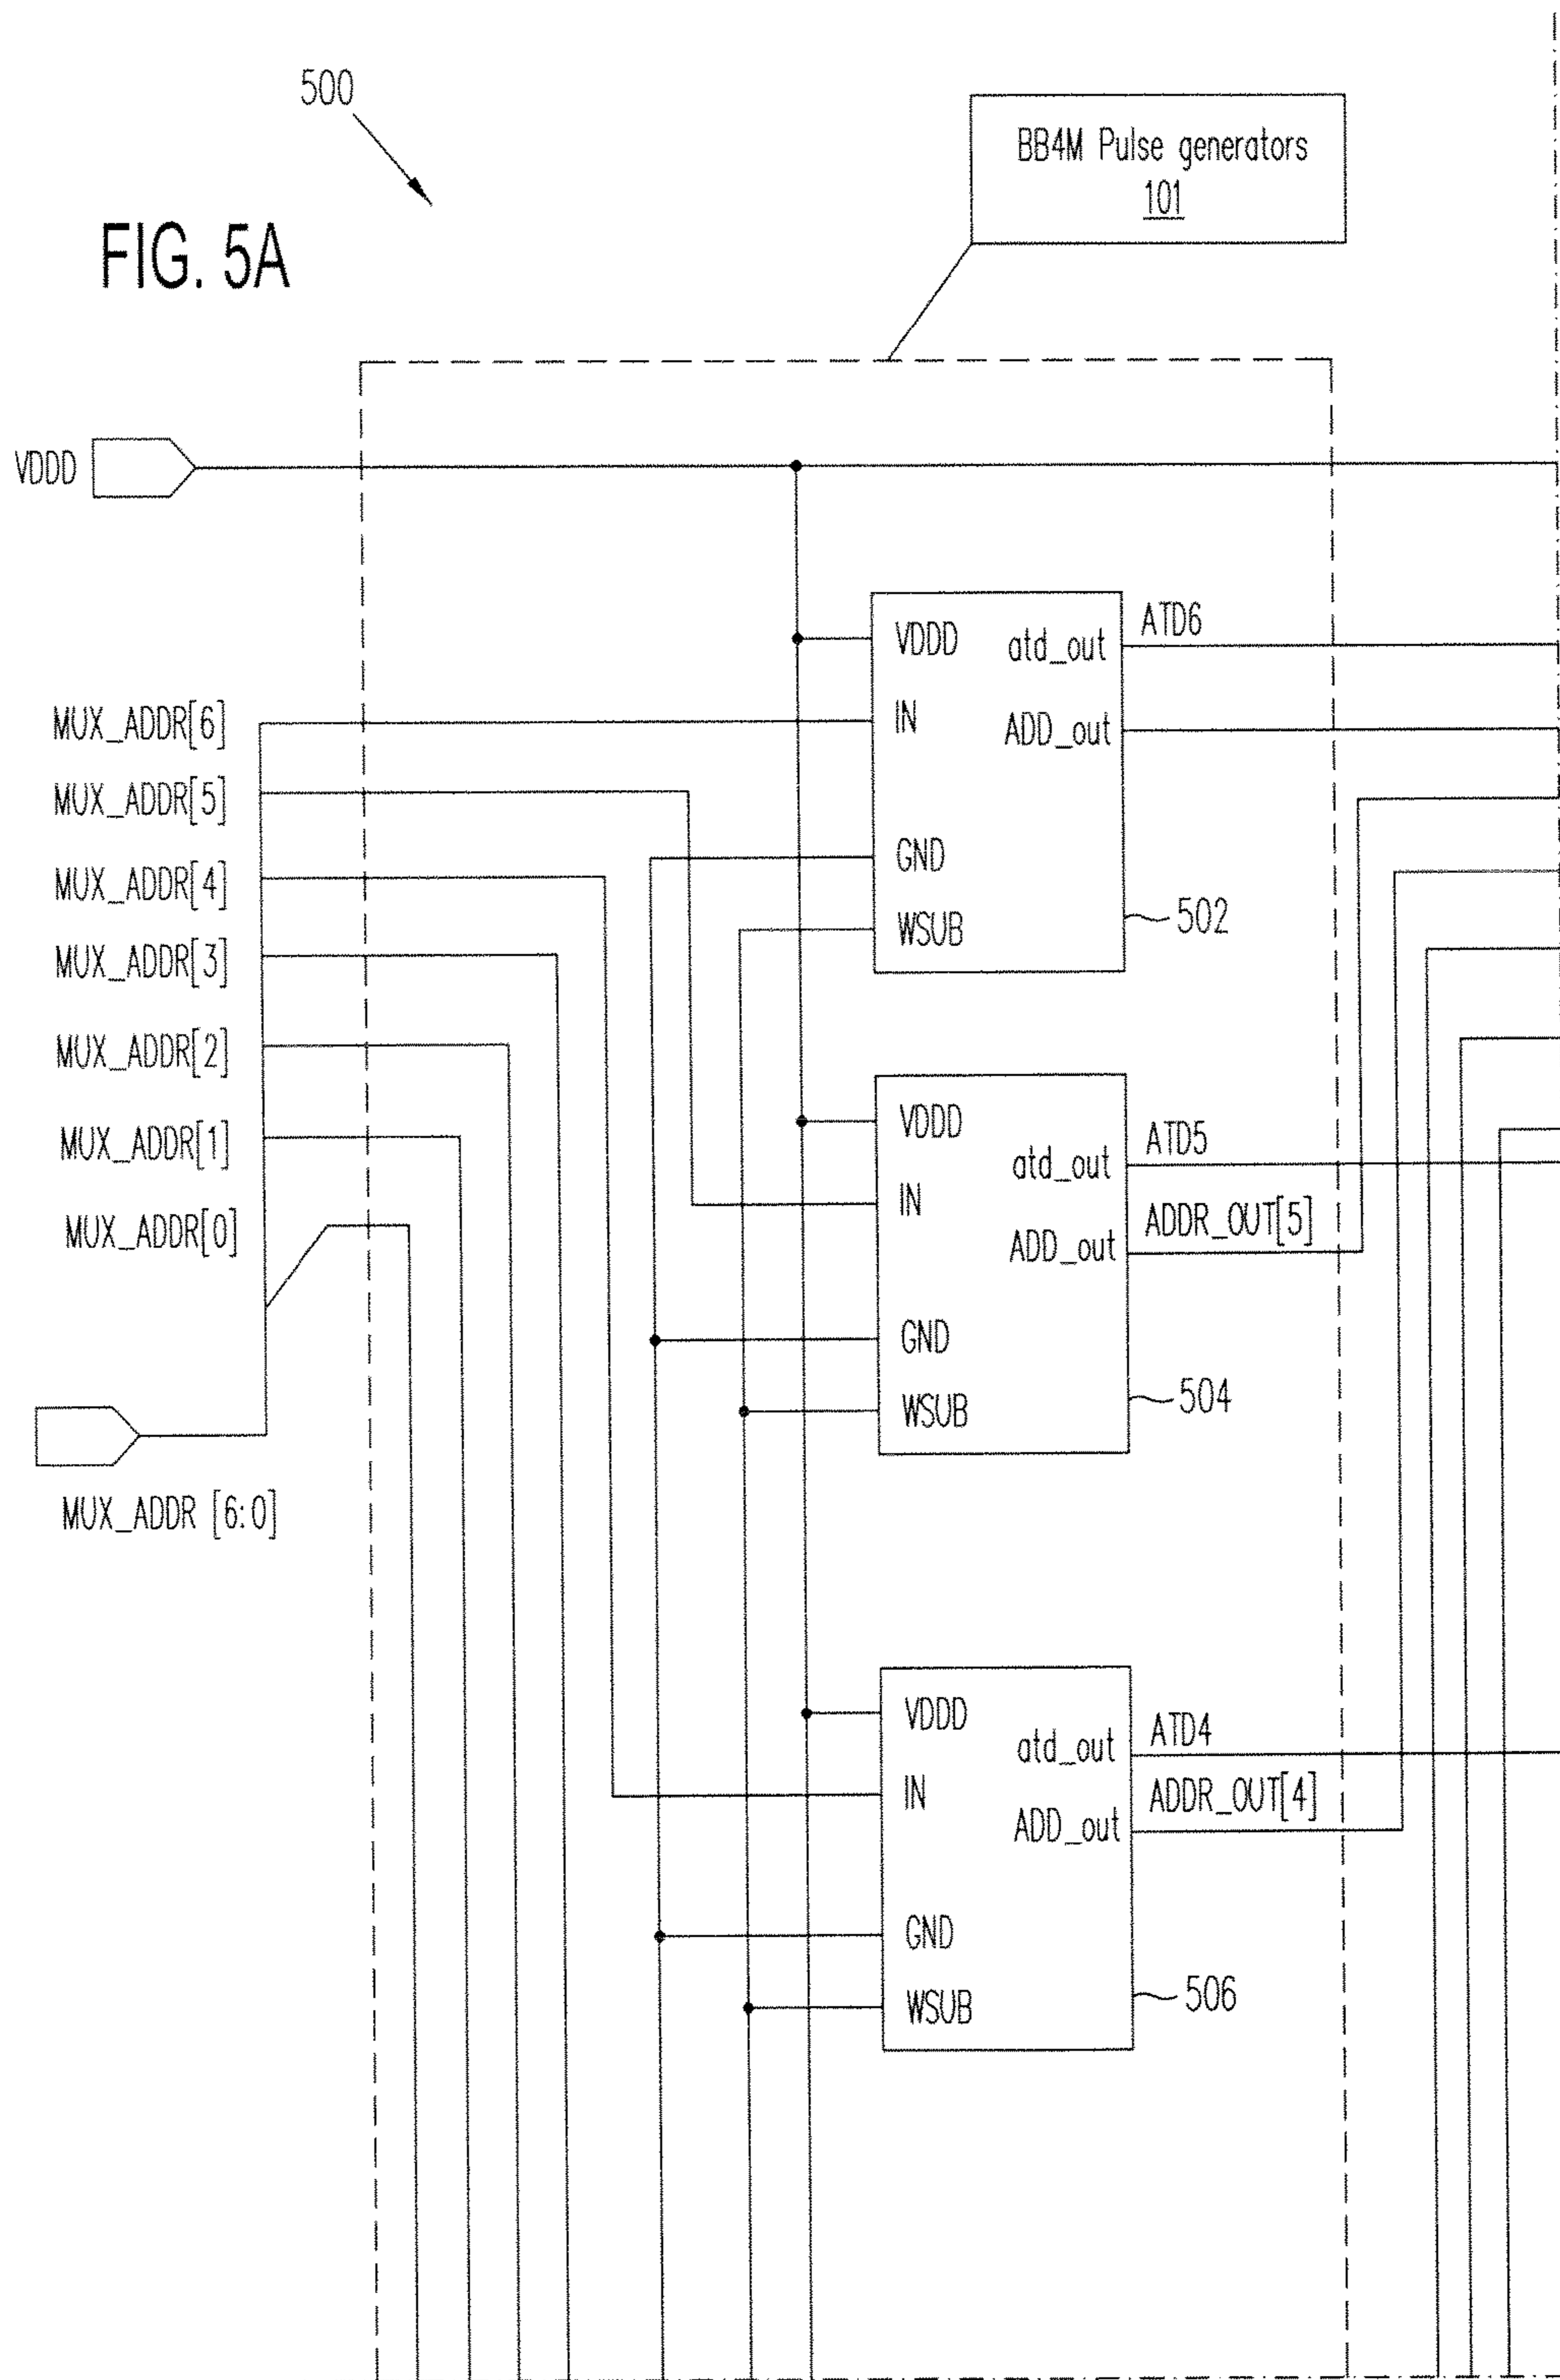 500
BB4M Pulse generators
101
FIG. 5A
VDDD
VDDD
atd_out
ATD6
MUX_ADDR[6]
IN
ADD_out
MUX_ADDR[5]
GND
MUX_ADDR[4]
WSUB
502
MUX_ADDR[3]
MUX_ADDR[2]
VDDD
MUX_ADDR[1]
atd_out
ATD5
IN
MUX_ADDR[0]
ADD_out
ADDR_OUT[5]
GND
WSUB
504
MUX_ADDR [6:0]
VDDD
atd_out
ATD4
IN
ADD_out
ADDR_OUT[4]
GND
WSUB
506